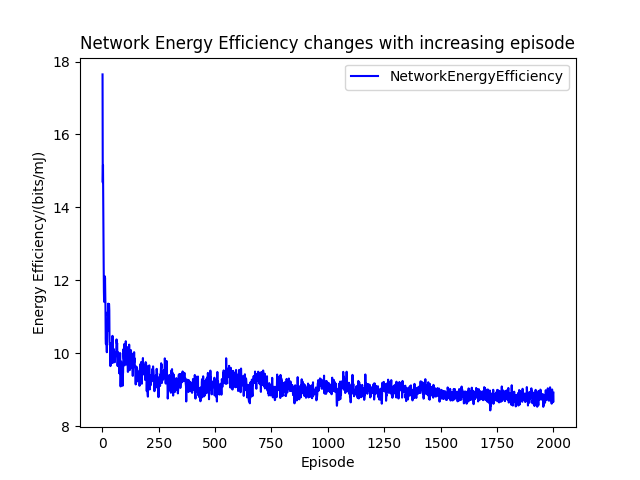 Network Energy Efficiency changes with increasing episode
NetworkEnergyEfficiency
Energy Efficiency/(bits/mJ)
18
16
14
12
10
8
0 250 500 750 1000 1250 1500 1750 2000
Episode